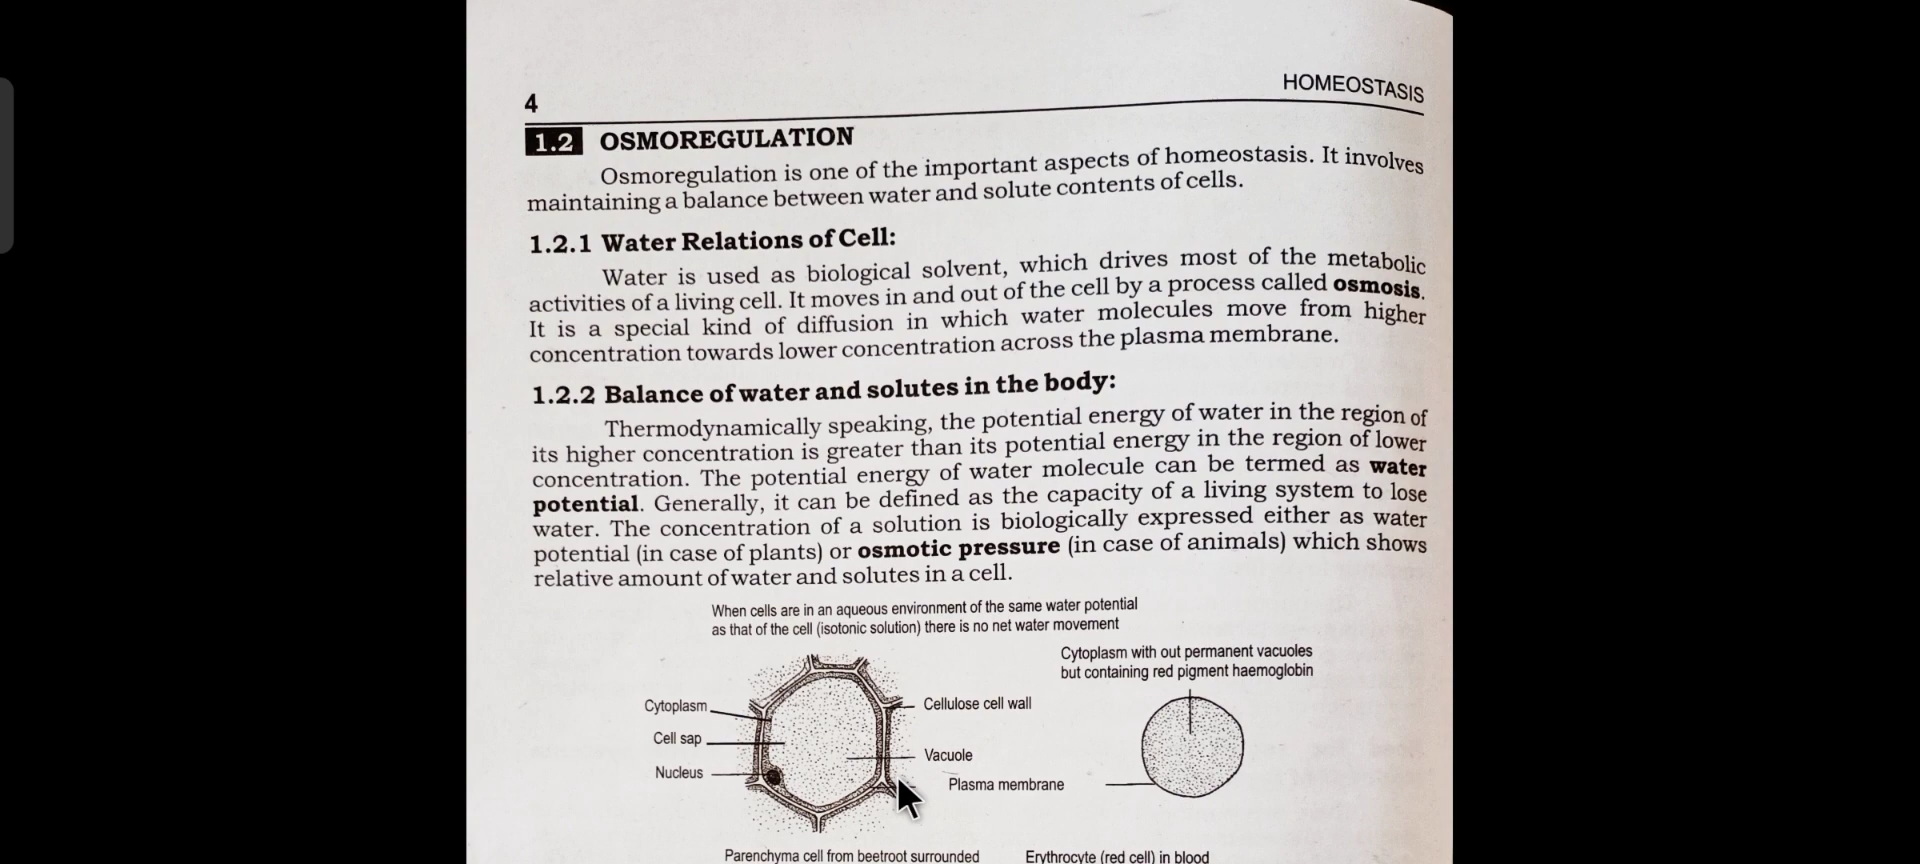 HOMEOSTASIS
4
1.2 OSMOREGULATION
Osmoregulation is one of the important aspects of homeostasis. It involves
maintaining a balance between water and solute contents of cells.
1.2.1 Water Relations of Cell:
Water is used as biological solvent, which drives most of the metabolic
activities of a living cell. It moves in and out of the cell by a process called osmosis.
It is a special kind of diffusion in which water molecules move from higher
concentration towards lower concentration across the plasma membrane.
1.2.2 Balance of water and solutes in the body:
Thermodynamically speaking, the potential energy of water in the region of
its higher concentration is greater than its potential energy in the region of lower
concentration. The potential energy of water molecule can be termed as water
potential. Generally, it can be defined as the capacity of a living system to lose
water. The concentration of a solution is biologically expressed either as water
potential (in case of plants) or osmotic pressure (in case of animals) which shows
relative amount of water and solutes in a cell.
When cells are in an aqueous environment of the same water potential
as that of the cell (isotonic solution) there is no net water movement
Cytoplasm with out permanent vacuoles
but containing red pigment haemoglobin
Cytoplasm
Cellulose cell wall
Cell sap
Vacuole
Nucleus
Plasma membrane
Parenchyma cell from beetroot surrounded
Erythrocyte (red cell) in blood